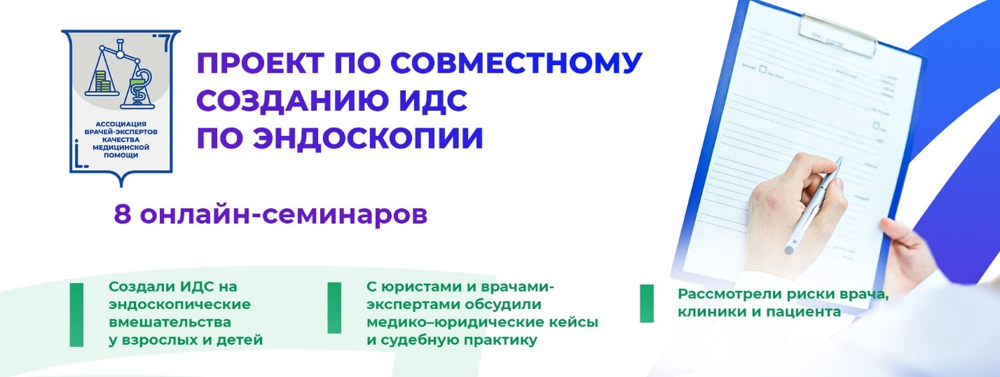 АССОЦИАЦИЯ
ВРАЧЕЙ-ЭКСПЕРТОВ
КАЧЕСТВА
МЕДИЦИНСКОЙ
ПОМОЩИ
ПРОЕКТ ПО СОВМЕСТНОМУ
СОЗДАНИЮ ИДС
ПО ЭНДОСКОПИИ
8 онлайн-семинаров
Создали ИДС на
эндоскопические
вмешательства
у взрослых и детей
С юристами и врачами-
экспертами обсудили
медико–юридические кейсы
и судебную практику
Рассмотрели риски врача,
клиники и пациента